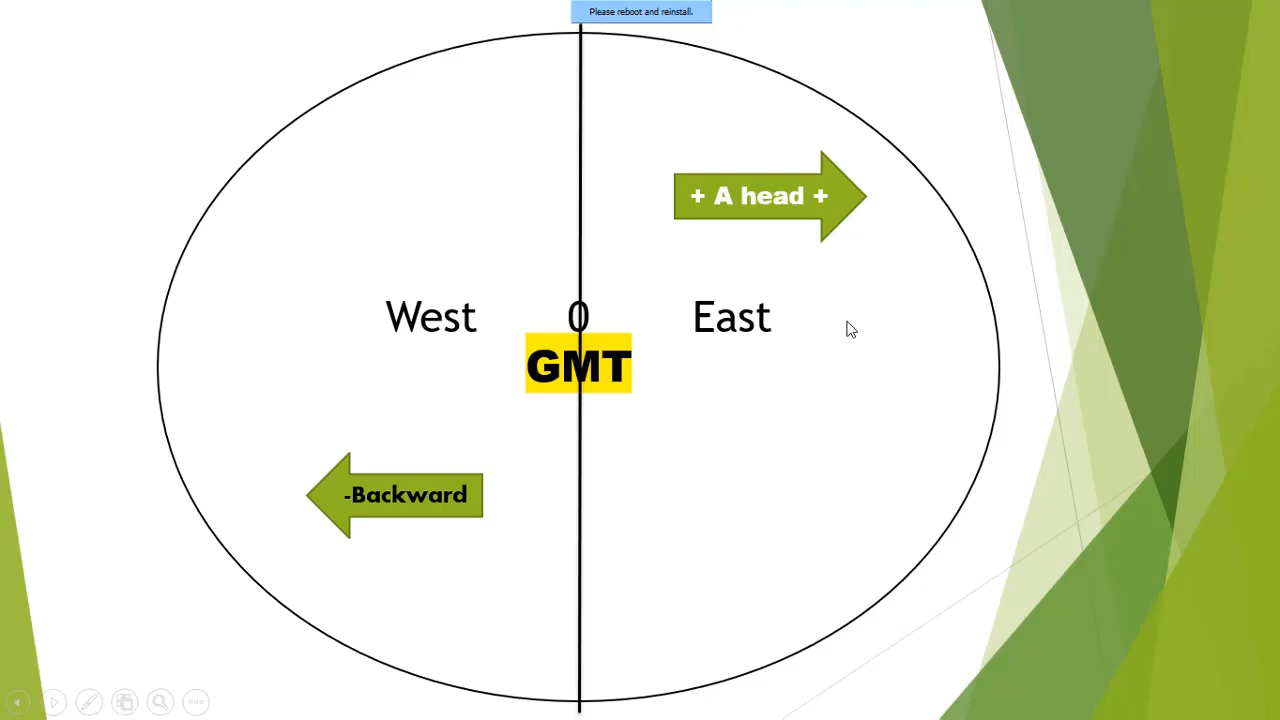 Please reboot and reinstall.
+ A head +
West 0 East
GMT
-Backward